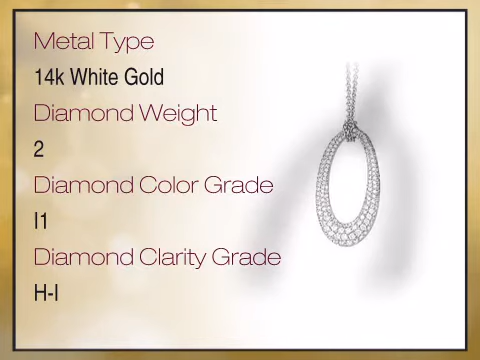 Metal Type
14k White Gold
Diamond Weight
2
Diamond Color Grade
I1
Diamond Clarity Grade
H-I